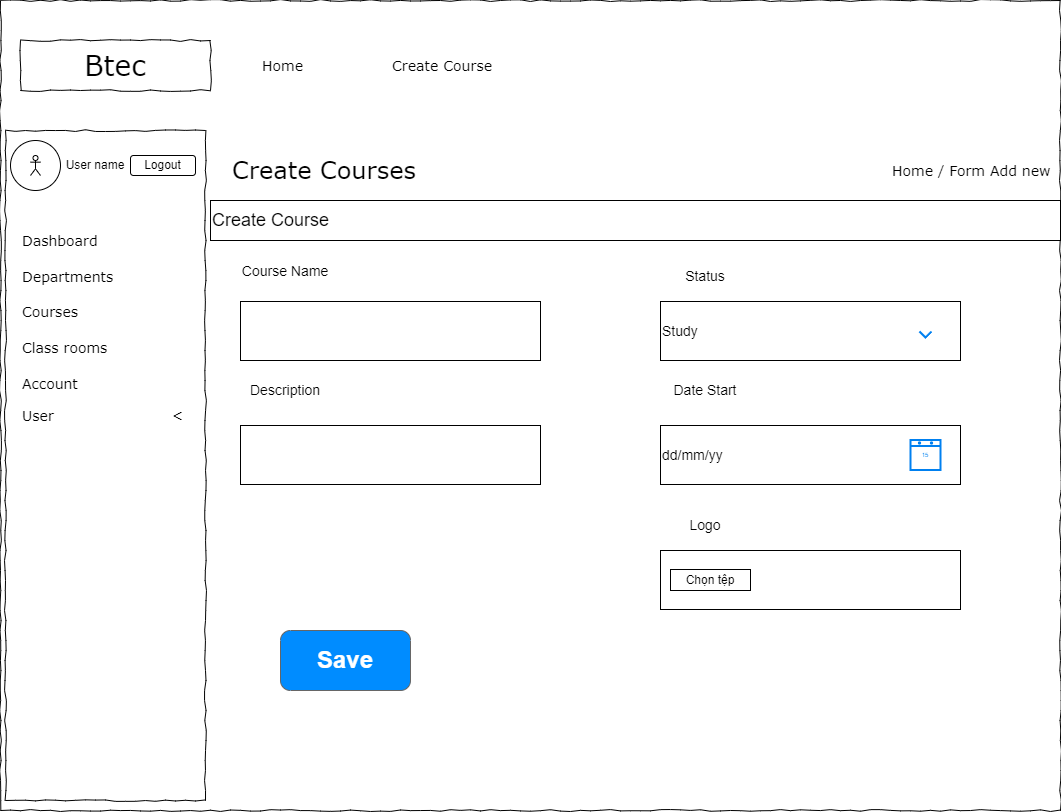 Btec
Home
Create Course
User name
Logout
Dashboard
Departments
Courses
Class rooms
Account
User <
Create Courses
Home / Form Add new
Create Course
Course Name
Status
Study
Description
Date Start
dd/mm/yy
15
Logo
Chọn tệp
Save